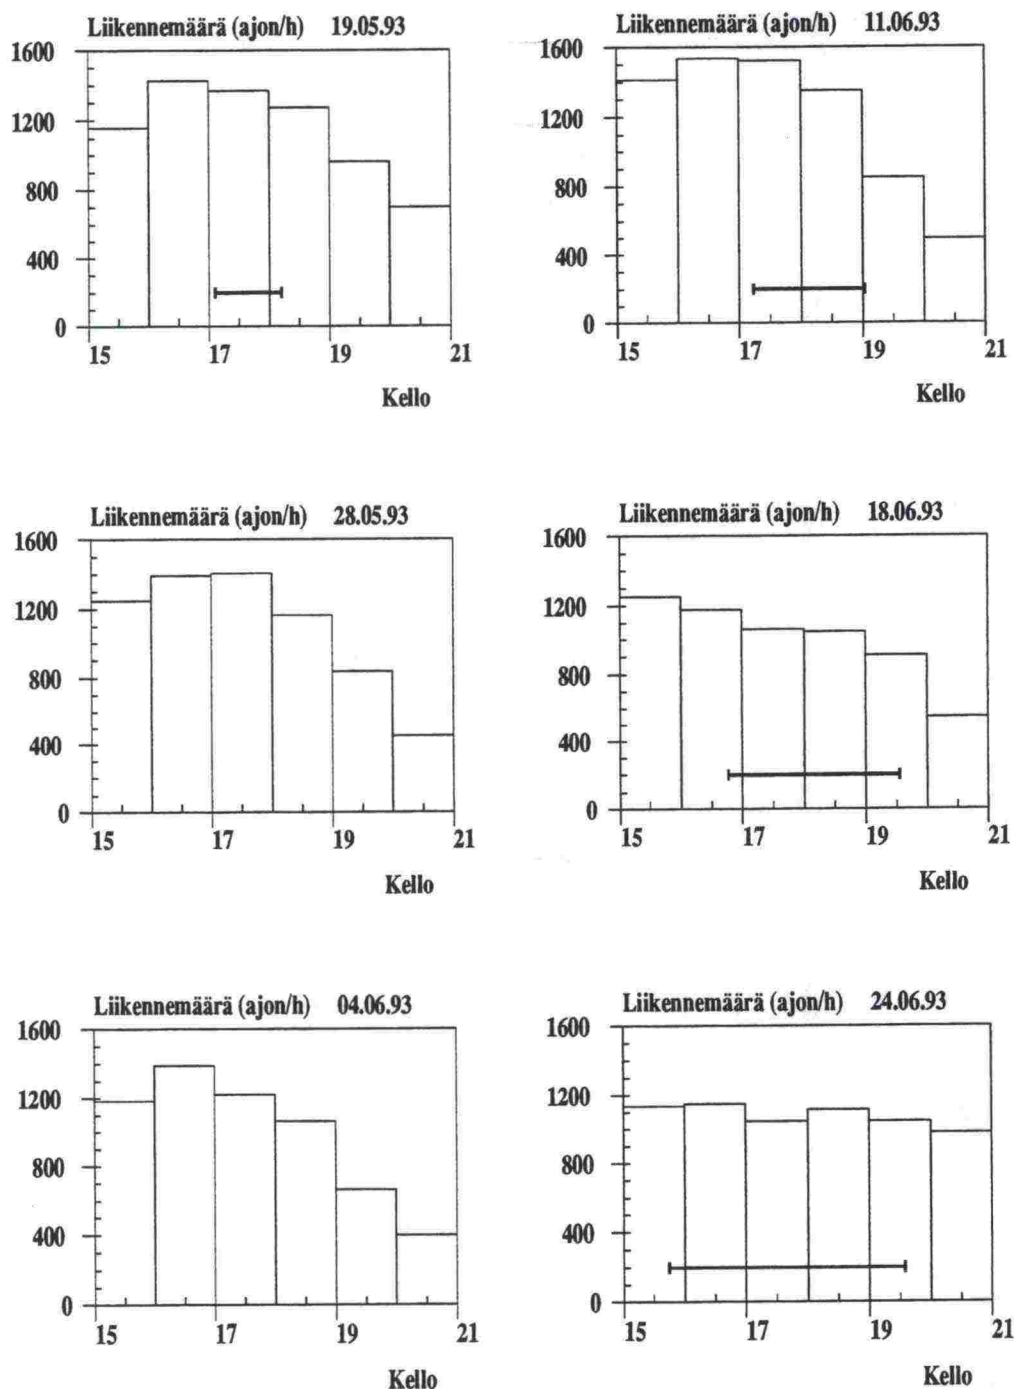 Liikennemäärä (ajon/h) 19.05.93
1600
1200
800
400
0
15 17 19 21
Kello
Liikennemäärä (ajon/h) 11.06.93
1600
1200
800
400
0
15 17 19 21
Kello
Liikennemäärä (ajon/h) 28.05.93
1600
1200
800
400
0
15 17 19 21
Kello
Liikennemäärä (ajon/h) 18.06.93
1600
1200
800
400
0
15 17 19 21
Kello
Liikennemäärä (ajon/h) 04.06.93
1600
1200
800
400
0
15 17 19 21
Kello
Liikennemäärä (ajon/h) 24.06.93
1600
1200
800
400
0
15 17 19 21
Kello